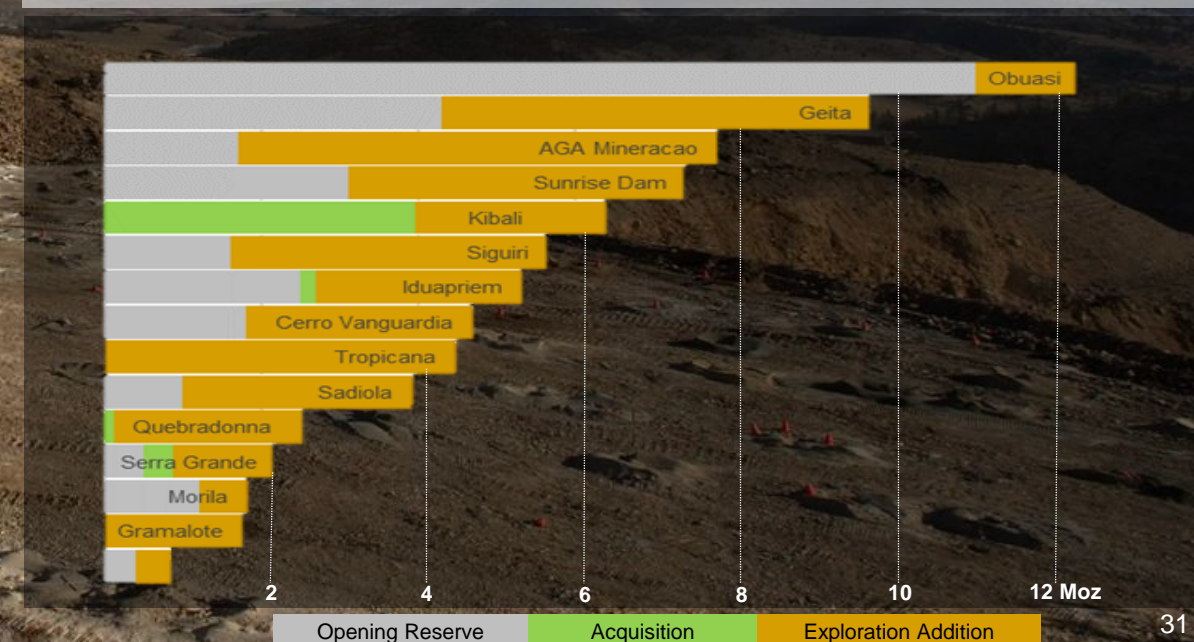 Obuasi
Geita
AGA Mineracao
Sunrise Dam
Kibali
Siguiri
Iduapriem
Cerro Vanguardia
Tropicana
Sadiola
Quebradonna
Serra Grande
Morila
Gramalote
2 4 6 8 10 12 Moz
Opening Reserve Acquisition Exploration Addition
31